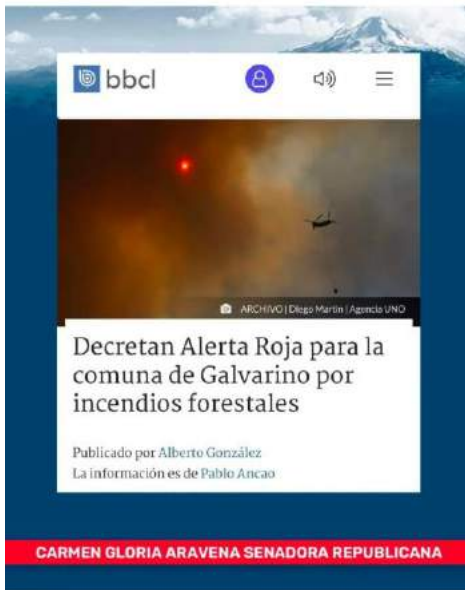 bbcl
ARCHIVO | Diego Martin | Agencia UNO
Decretan Alerta Roja para la
comuna de Galvarino por
incendios forestales
Publicado por Alberto González
La información es de Pablo Ancao
CARMEN GLORIA ARAVENA SENADORA REPUBLICANA